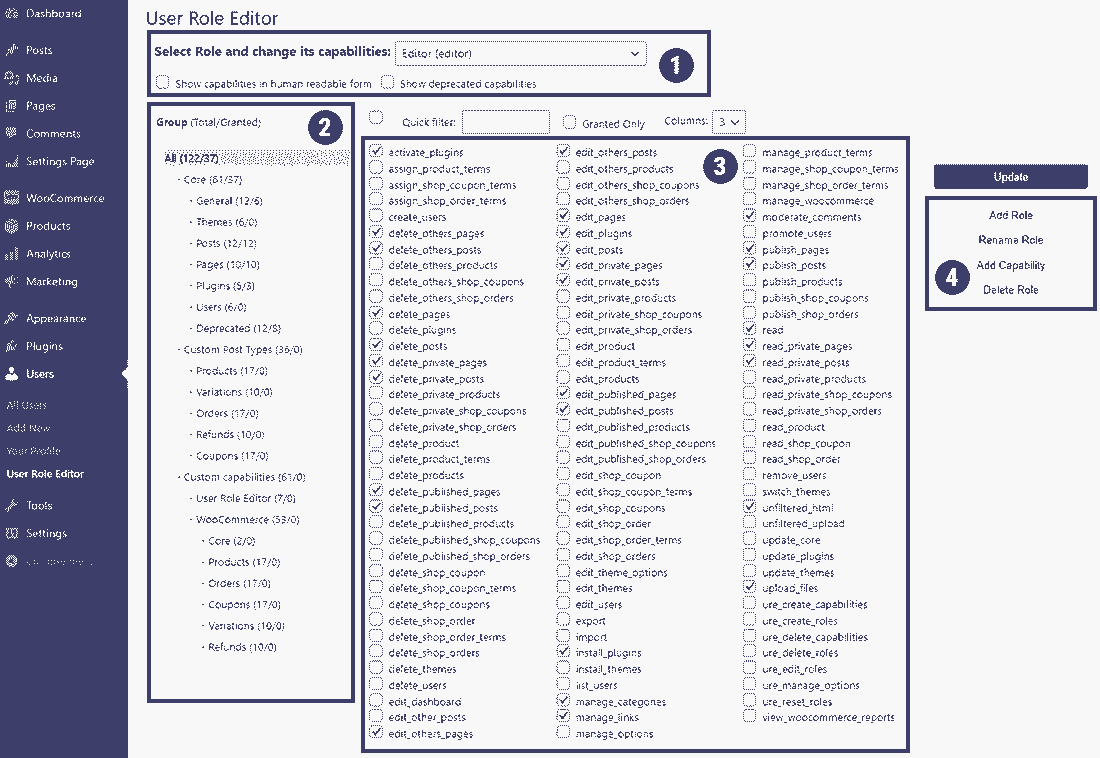 Dashboard
Posts
Media
Pages
Comments
Settings Page
WooCommerce
Products
Analytics
Marketing
Appearance
Plugins
Users
All Users
Add New
Your Profile
User Role Editor
Tools
Settings
User Role Editor
Select Role and change its capabilities: Editor (editor)
1
Show capabilities in human readable form Show deprecated capabilities
Group (Total/Granted)
2
All (122/37)
- Core (61/37)
- General (12/6)
- Themes (6/0)
- Posts (12/12)
- Pages (10/10)
- Plugins (5/3)
- Users (6/0)
- Deprecated (12/8)
- Custom Post Types (36/0)
- Products (17/0)
- Variations (10/0)
- Orders (17/0)
- Refunds (10/0)
- Coupons (17/0)
- Custom capabilities (61/0)
- User Role Editor (7/0)
- WooCommerce (53/0)
- Core (2/0)
- Products (17/0)
- Orders (17/0)
- Coupons (17/0)
- Variations (10/0)
- Refunds (10/0)
Quick filter: Granted Only Columns: 3
3
activate_plugins
assign_product_terms
assign_shop_coupon_terms
assign_shop_order_terms
create_users
delete_others_pages
delete_others_posts
delete_others_products
delete_others_shop_coupons
delete_others_shop_orders
delete_pages
delete_plugins
delete_posts
delete_private_pages
delete_private_posts
delete_private_products
delete_private_shop_coupons
delete_private_shop_orders
delete_product
delete_product_terms
delete_products
delete_published_pages
delete_published_posts
delete_published_products
delete_published_shop_coupons
delete_published_shop_orders
delete_shop_coupon
delete_shop_coupon_terms
delete_shop_coupons
delete_shop_order
delete_shop_order_terms
delete_shop_orders
delete_themes
delete_users
edit_dashboard
edit_other_posts
edit_others_pages
edit_others_posts
edit_others_products
edit_others_shop_coupons
edit_others_shop_orders
edit_pages
edit_plugins
edit_posts
edit_private_pages
edit_private_posts
edit_private_products
edit_private_shop_coupons
edit_private_shop_orders
edit_product
edit_product_terms
edit_products
edit_published_pages
edit_published_posts
edit_published_products
edit_published_shop_coupons
edit_published_shop_orders
edit_shop_coupon
edit_shop_coupon_terms
edit_shop_coupons
edit_shop_order
edit_shop_order_terms
edit_shop_orders
edit_theme_options
edit_themes
edit_users
export
import
install_plugins
install_themes
list_users
manage_categories
manage_links
manage_options
manage_product_terms
manage_shop_coupon_terms
manage_shop_order_terms
manage_woocommerce
moderate_comments
promote_users
publish_pages
publish_posts
publish_products
publish_shop_coupons
publish_shop_orders
read
read_private_pages
read_private_posts
read_private_products
read_private_shop_coupons
read_private_shop_orders
read_product
read_shop_coupon
read_shop_order
remove_users
switch_themes
unfiltered_html
unfiltered_upload
update_core
update_plugins
update_themes
upload_files
ure_create_capabilities
ure_create_roles
ure_delete_capabilities
ure_delete_roles
ure_edit_roles
ure_manage_options
ure_reset_roles
view_woocommerce_reports
Update
Add Role
Rename Role
4
Add Capability
Delete Role